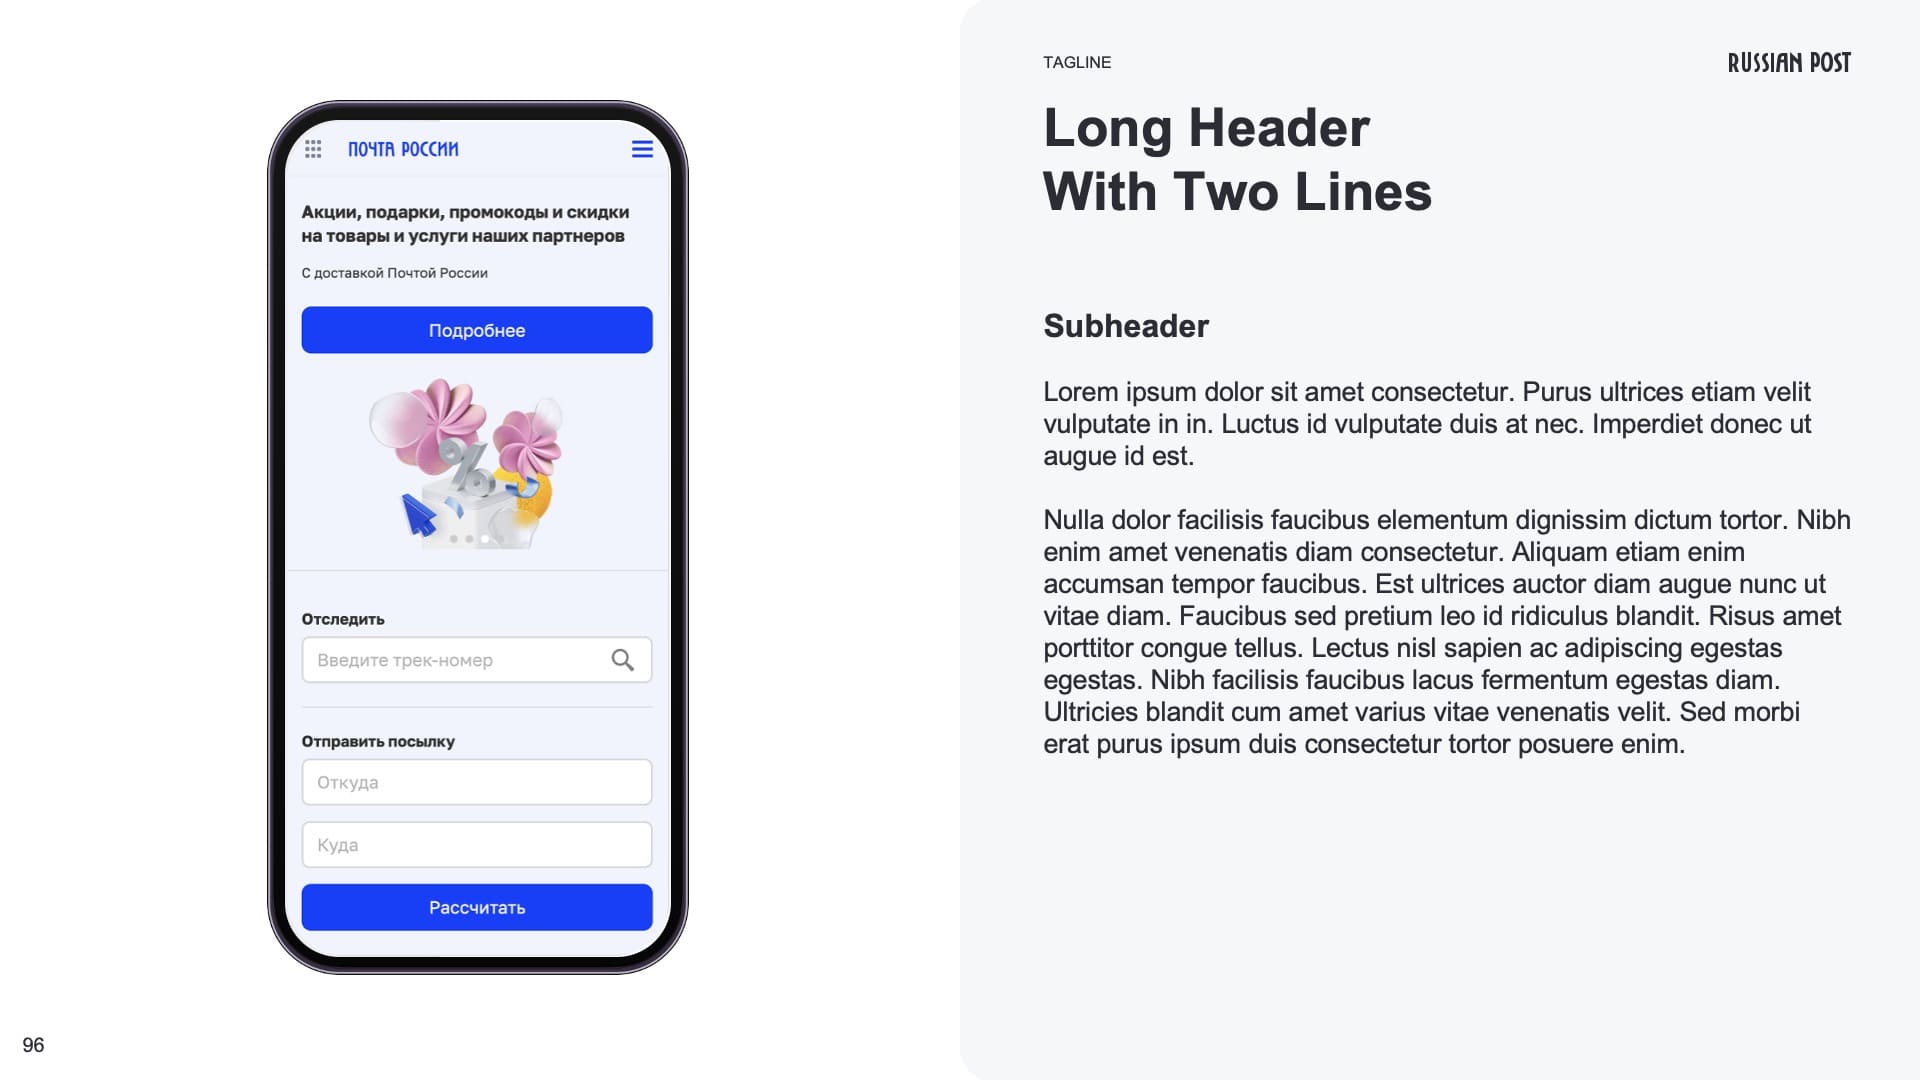 ПОЧТА РОССИИ
Акции, подарки, промокоды и скидки
на товары и услуги наших партнеров
С доставкой Почтой России
Подробнее
%
Отследить
Введите трек-номер
Отправить посылку
Откуда
Куда
Рассчитать
96
TAGLINE
RUSSIAN POST
Long Header
With Two Lines
Subheader
Lorem ipsum dolor sit amet consectetur. Purus ultrices etiam velit
vulputate in in. Luctus id vulputate duis at nec. Imperdiet donec ut
augue id est.
Nulla dolor facilisis faucibus elementum dignissim dictum tortor. Nibh
enim amet venenatis diam consectetur. Aliquam etiam enim
accumsan tempor faucibus. Est ultrices auctor diam augue nunc ut
vitae diam. Faucibus sed pretium leo id ridiculus blandit. Risus amet
porttitor congue tellus. Lectus nisl sapien ac adipiscing egestas
egestas. Nibh facilisis faucibus lacus fermentum egestas diam.
Ultricies blandit cum amet varius vitae venenatis velit. Sed morbi
erat purus ipsum duis consectetur tortor posuere enim.